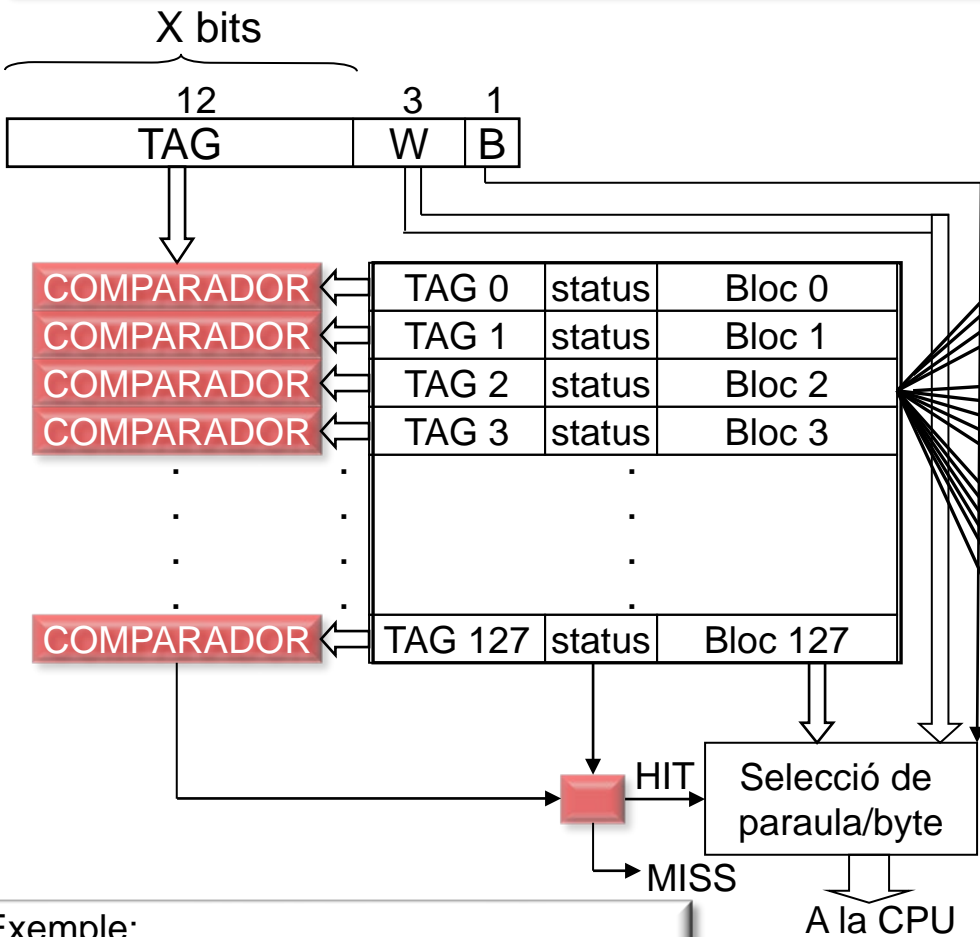 X bits
12 3 1
TAG W B
COMPARADOR TAG 0 status Bloc 0
COMPARADOR TAG 1 status Bloc 1
COMPARADOR TAG 2 status Bloc 2
COMPARADOR TAG 3 status Bloc 3
. . .
. . .
. . .
. . .
COMPARADOR TAG 127 status Bloc 127
HIT
Selecció de
paraula/byte
MISS
A la CPU
Exemple: